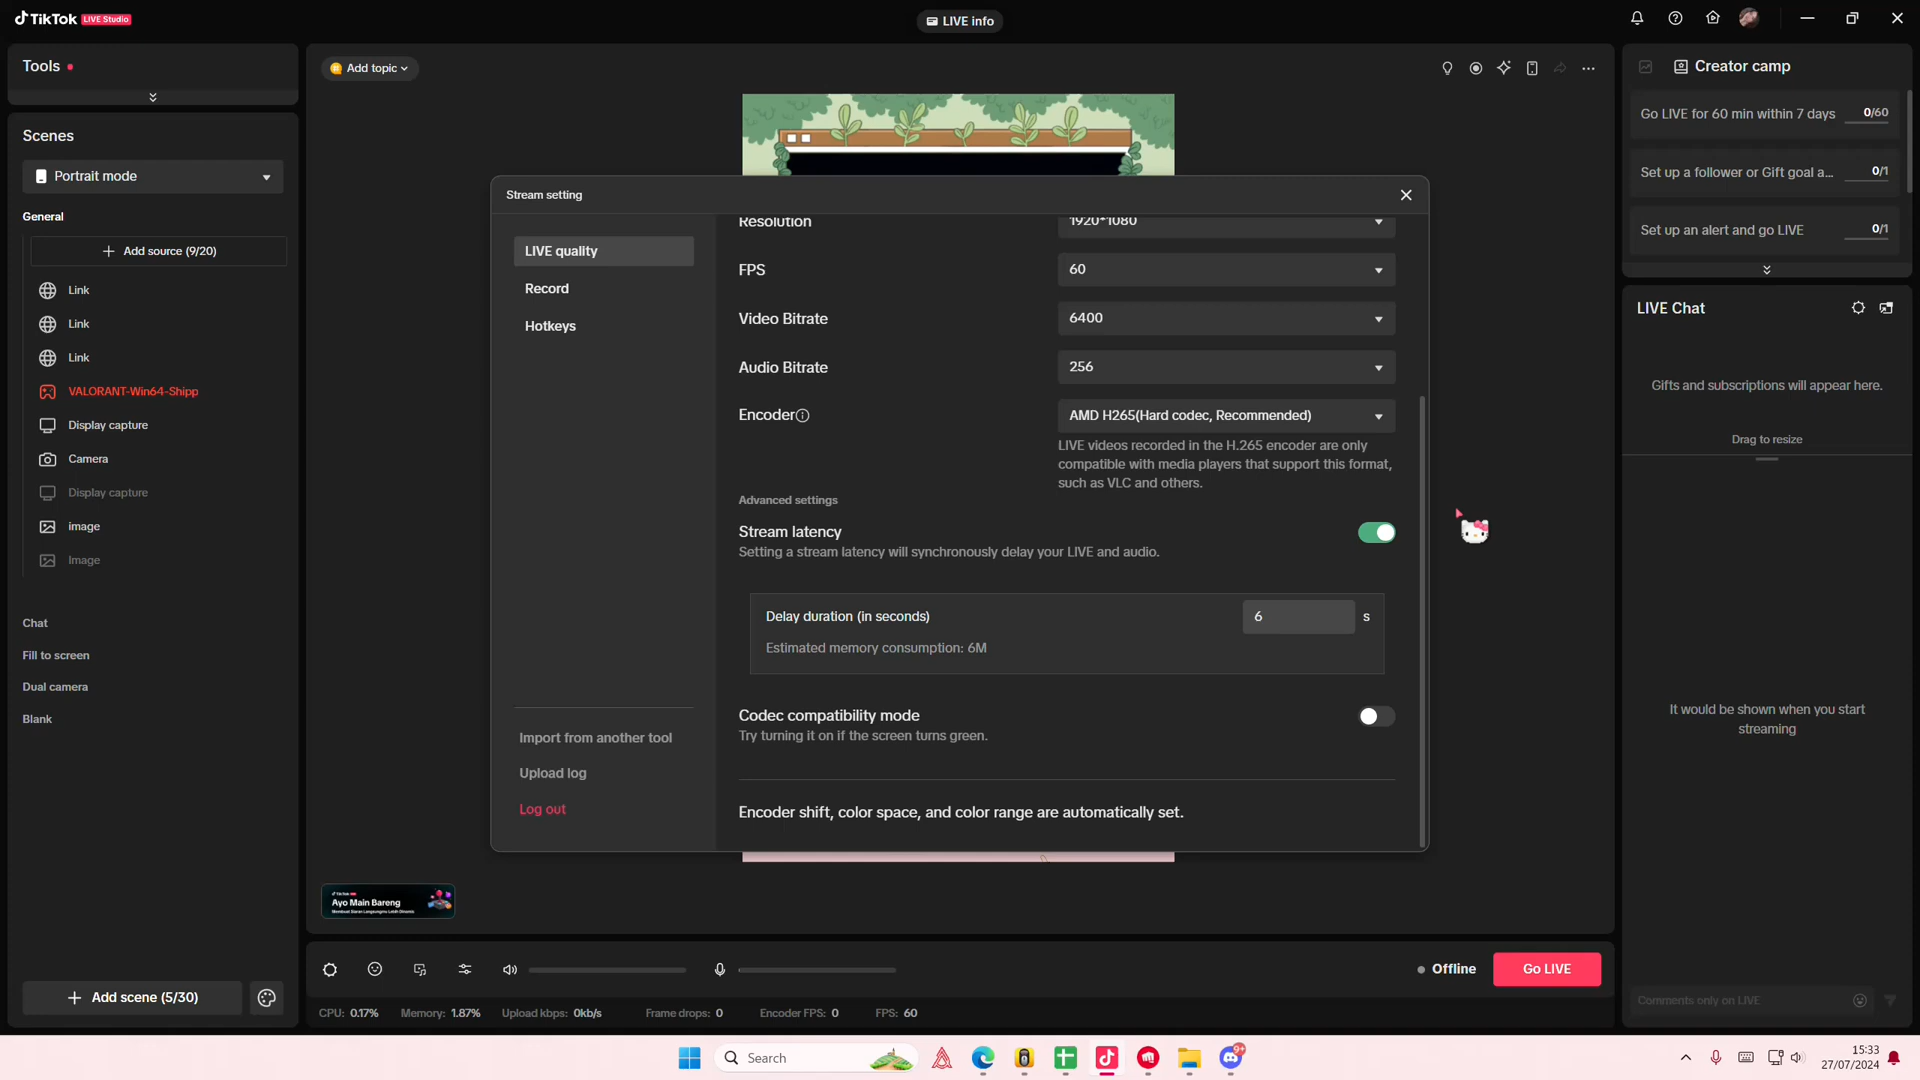 TikTok LIVE Studio
LIVE info
Tools
Scenes
Portrait mode
General
Add source (9/20)
Link
Link
Link
VALORANT-Win64-Shipp
Display capture
Camera
Display capture
image
Image
Chat
Fill to screen
Dual camera
Blank
Add scene (5/30)
Add topic
Stream setting
LIVE quality
Record
Hotkeys
Import from another tool
Upload log
Log out
Resolution 1920*1080
FPS 60
Video Bitrate 6400
Audio Bitrate 256
Encoder AMD H265(Hard codec, Recommended)
LIVE videos recorded in the H.265 encoder are only
compatible with media players that support this format,
such as VLC and others.
Advanced settings
Stream latency
Setting a stream latency will synchronously delay your LIVE and audio.
Delay duration (in seconds) 6 s
Estimated memory consumption: 6M
Codec compatibility mode
Try turning it on if the screen turns green.
Encoder shift, color space, and color range are automatically set.
Ayo Main Bareng
Offline
Go LIVE
CPU: 0.17% Memory: 1.87% Upload kbps: 0kb/s Frame drops: 0 Encoder FPS: 0 FPS: 60
Creator camp
Go LIVE for 60 min within 7 days 0/60
Set up a follower or Gift goal a... 0/1
Set up an alert and go LIVE 0/1
LIVE Chat
Gifts and subscriptions will appear here.
Drag to resize
It would be shown when you start
streaming
Comments only on LIVE
Search
9+
15:33
27/07/2024